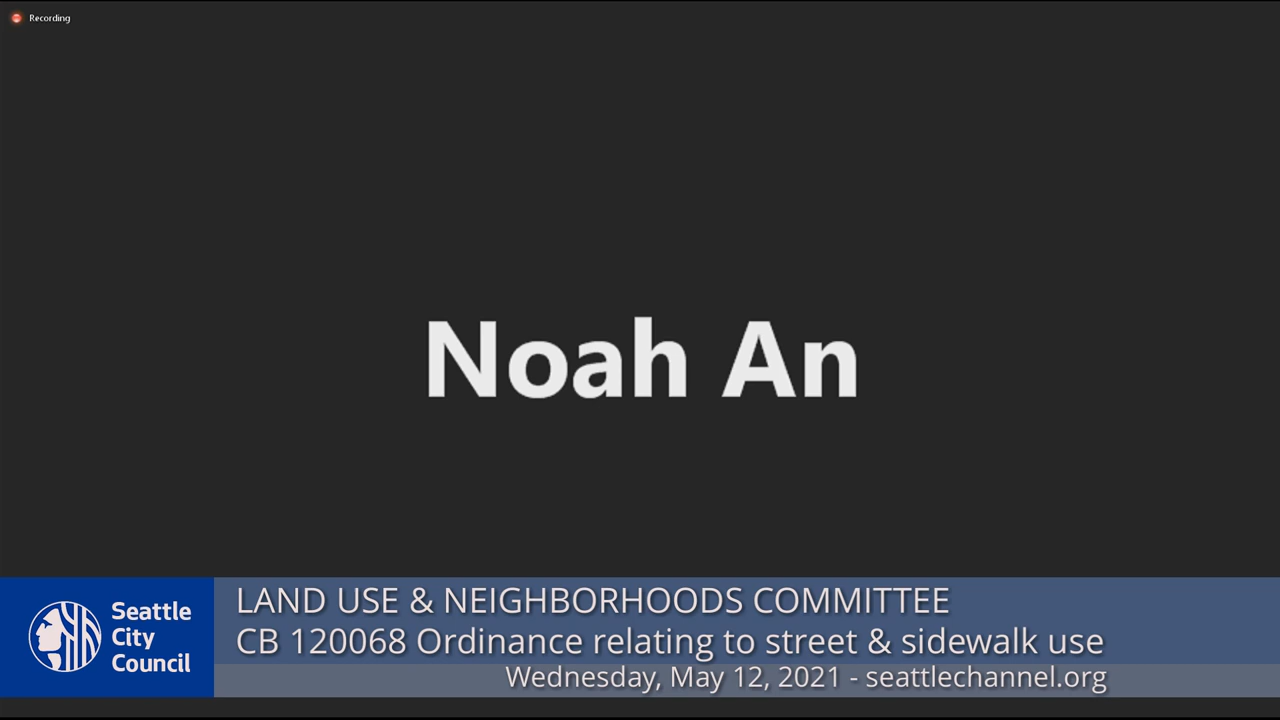 Recording
Noah An
Seattle
City
Council
LAND USE & NEIGHBORHOODS COMMITTEE
CB 120068 Ordinance relating to street & sidewalk use
Wednesday, May 12, 2021 - seattlechannel.org